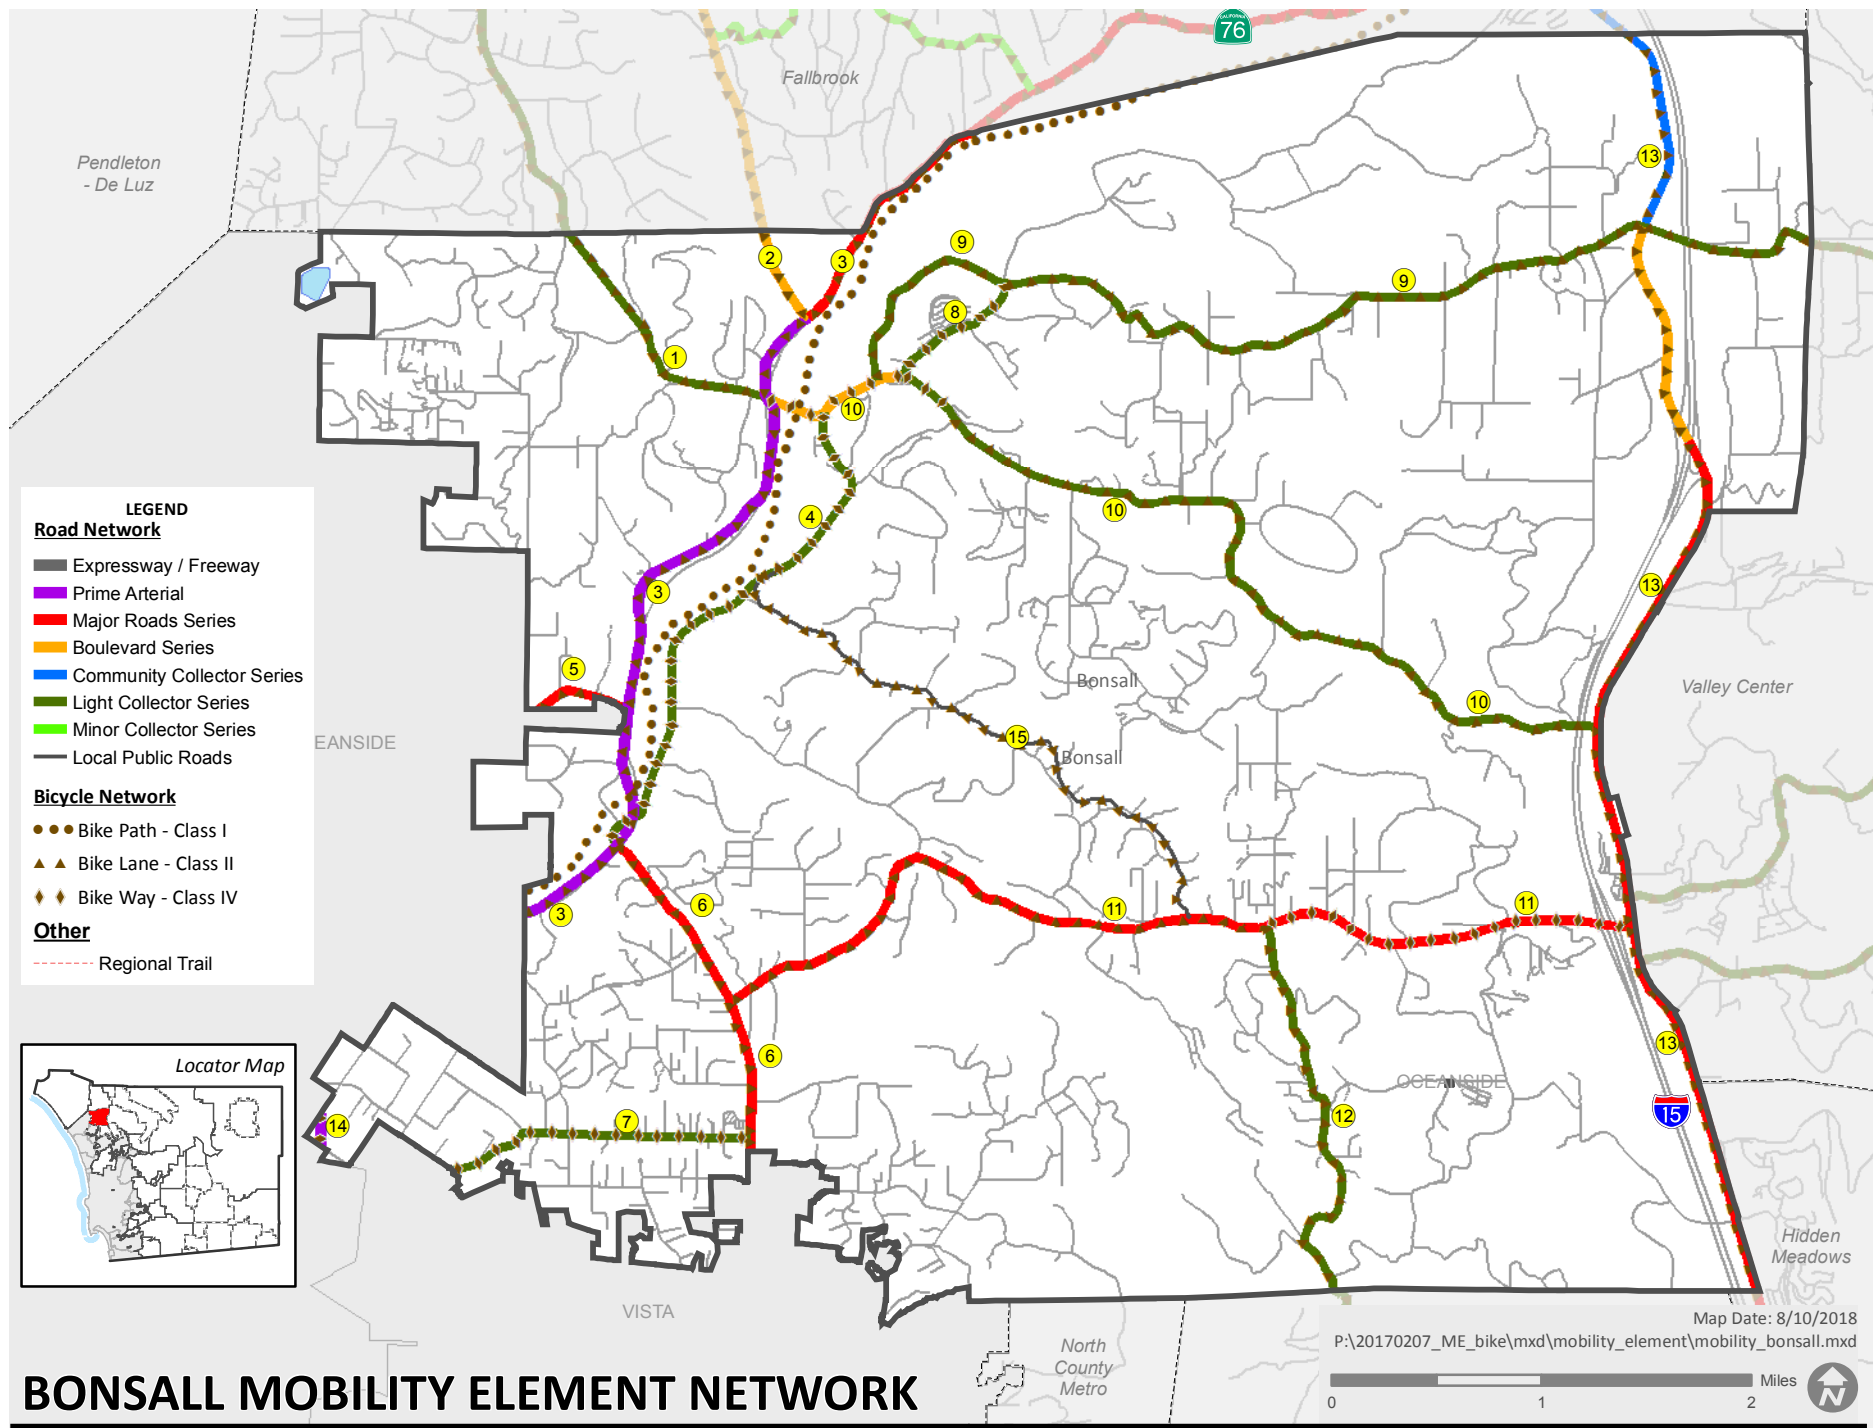 CALIFORNIA
76
Fallbrook
Pendleton
- De Luz
13
2
3
9
9
8
1
10
4
10
3
13
5
Bonsall
Valley Center
10
15
EANSIDE
Bonsall
3
6
11
11
6
13
OCEANSIDE
15
12
7
14
VISTA
Hidden
Meadows
North
County
Metro
LEGEND
Road Network
Expressway / Freeway
Prime Arterial
Major Roads Series
Boulevard Series
Community Collector Series
Light Collector Series
Minor Collector Series
Local Public Roads
Bicycle Network
Bike Path - Class I
Bike Lane - Class II
Bike Way - Class IV
Other
Regional Trail
Locator Map
Map Date: 8/10/2018
P:\20170207_ME_bike\mxd\mobility_element\mobility_bonsall.mxd
Miles
0 1 2
N
BONSALL MOBILITY ELEMENT NETWORK